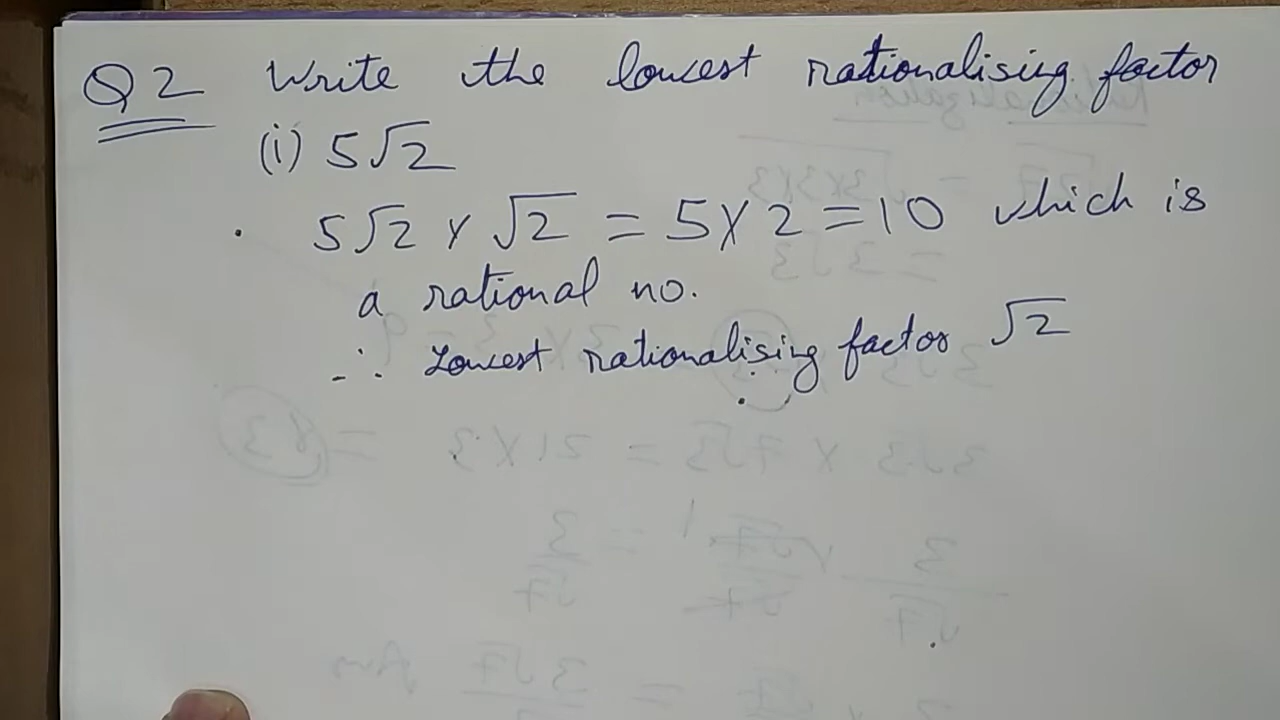 Q2 Write the lowest rationalising factor
(i) 5√2
5√2 × √2 = 5×2 = 10 which is
a rational no.
∴ Lowest rationalising factor √2